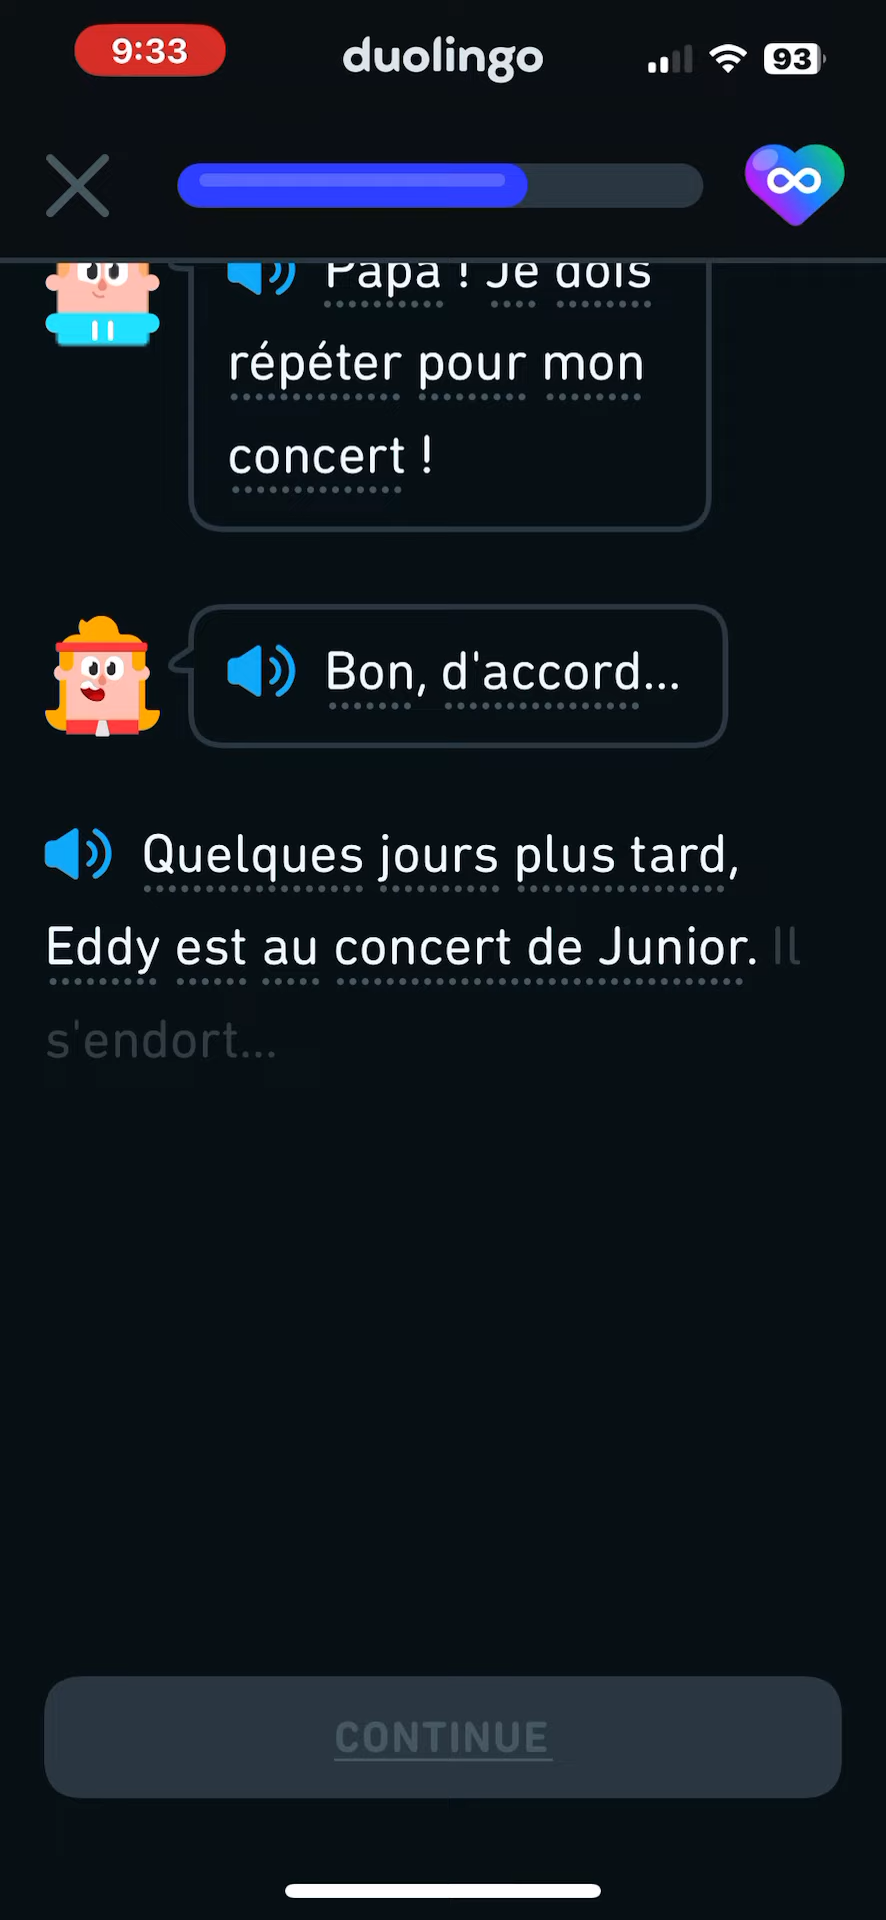 9:33
duolingo
93
Papa ! Je dois
répéter pour mon
concert !
Bon, d'accord...
Quelques jours plus tard,
Eddy est au concert de Junior. Il
s'endort...
CONTINUE